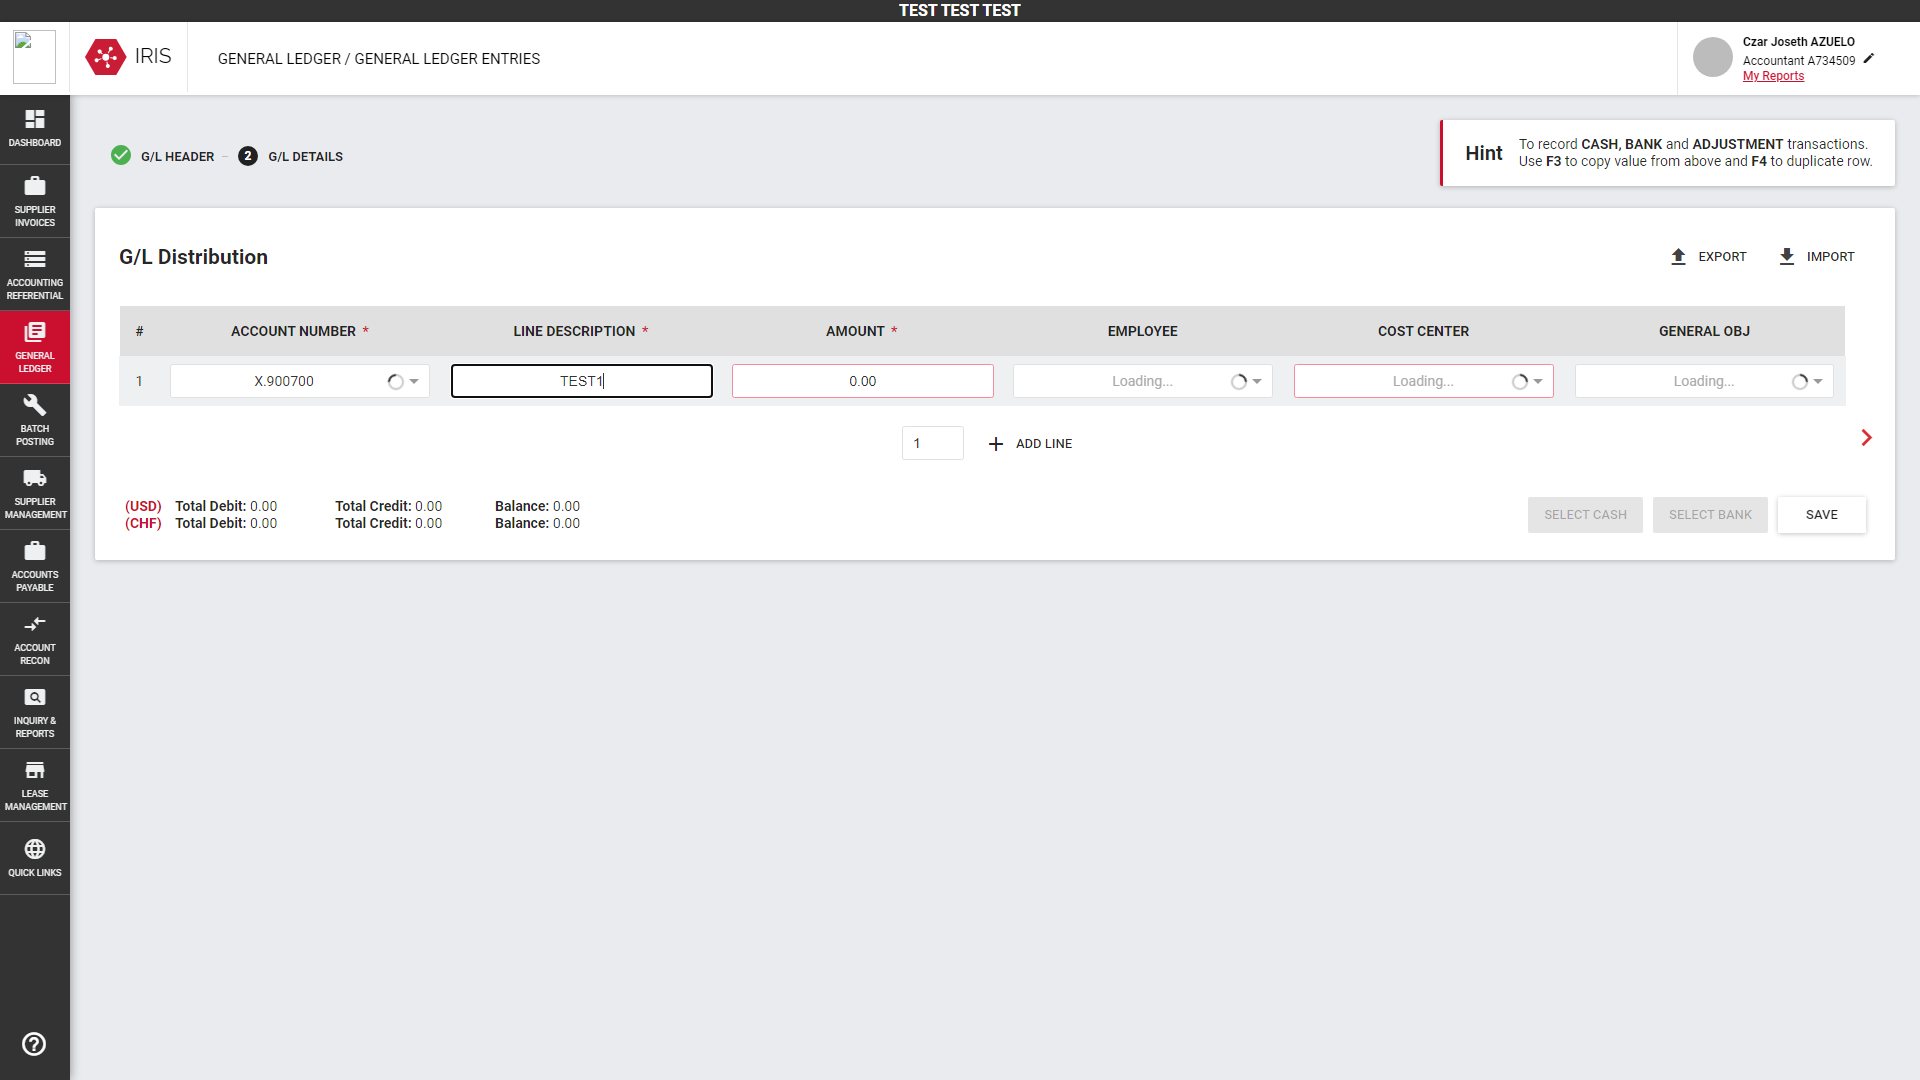 TEST TEST TEST
IRIS
GENERAL LEDGER / GENERAL LEDGER ENTRIES
Czar Joseth AZUELO
Accountant A734509
My Reports
DASHBOARD
SUPPLIER
INVOICES
ACCOUNTING
REFERENTIAL
GENERAL
LEDGER
BATCH
POSTING
SUPPLIER
MANAGEMENT
ACCOUNTS
PAYABLE
ACCOUNT
RECON
INQUIRY &
REPORTS
LEASE
MANAGEMENT
QUICK LINKS
G/L HEADER – 2 G/L DETAILS
Hint
To record CASH, BANK and ADJUSTMENT transactions.
Use F3 to copy value from above and F4 to duplicate row.
G/L Distribution
EXPORT IMPORT
# ACCOUNT NUMBER * LINE DESCRIPTION * AMOUNT * EMPLOYEE COST CENTER GENERAL OBJ
1 X.900700 TEST1 0.00 Loading... Loading... Loading...
1 ADD LINE
(USD) Total Debit: 0.00 Total Credit: 0.00 Balance: 0.00
(CHF) Total Debit: 0.00 Total Credit: 0.00 Balance: 0.00
SELECT CASH SELECT BANK SAVE